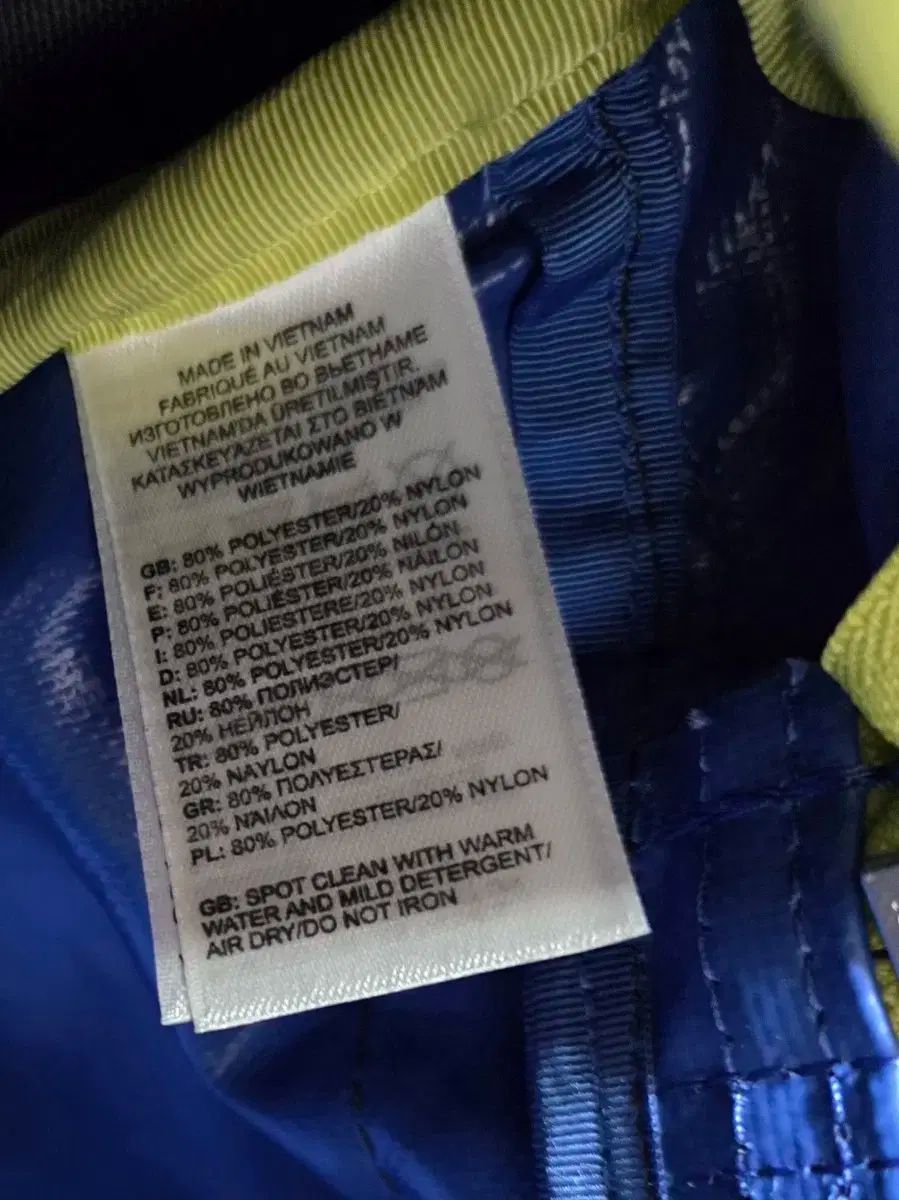 MADE IN VIETNAM
FABRIQUÉ AU VIETNAM
ИЗГОТОВЛЕНО ВО ВЬЕТНАМЕ
VIETNAM'DA ÜRETILMIŞTIR.
ΚΑΤΑΣΚΕΥΑΖΕΤΑΙ ΣΤΟ ΒΙΕΤΝΑΜ
WYPRODUKOWANO W
WIETNAMIE
GB: 80% POLYESTER/20% NYLON
F: 80% POLYESTER/20% NYLON
E: 80% POLIÉSTER/20% NILÓN
P: 80% POLIÉSTER/20% NÁILON
I: 80% POLIESTERE/20% NYLON
D: 80% POLYESTER/20% NYLON
NL: 80% POLYESTER/20% NYLON
RU: 80% ПОЛИЭСТЕР/
20% НЕЙЛОН
TR: 80% POLYESTER/
20% NAYLON
GR: 80% ΠΟΛΥΕΣΤΕΡΑΣ/
20% ΝΑΪΛΟΝ
PL: 80% POLYESTER/20% NYLON
GB: SPOT CLEAN WITH WARM
WATER AND MILD DETERGENT/
AIR DRY/DO NOT IRON